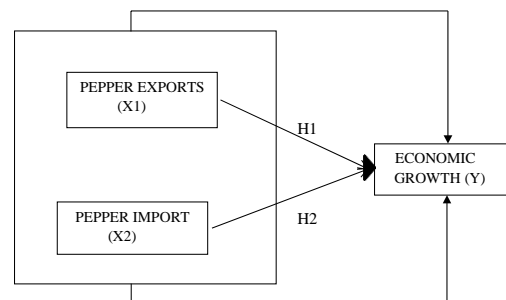 PEPPER EXPORTS
(X1)
H1
ECONOMIC
GROWTH (Y)
PEPPER IMPORT
(X2)
H2